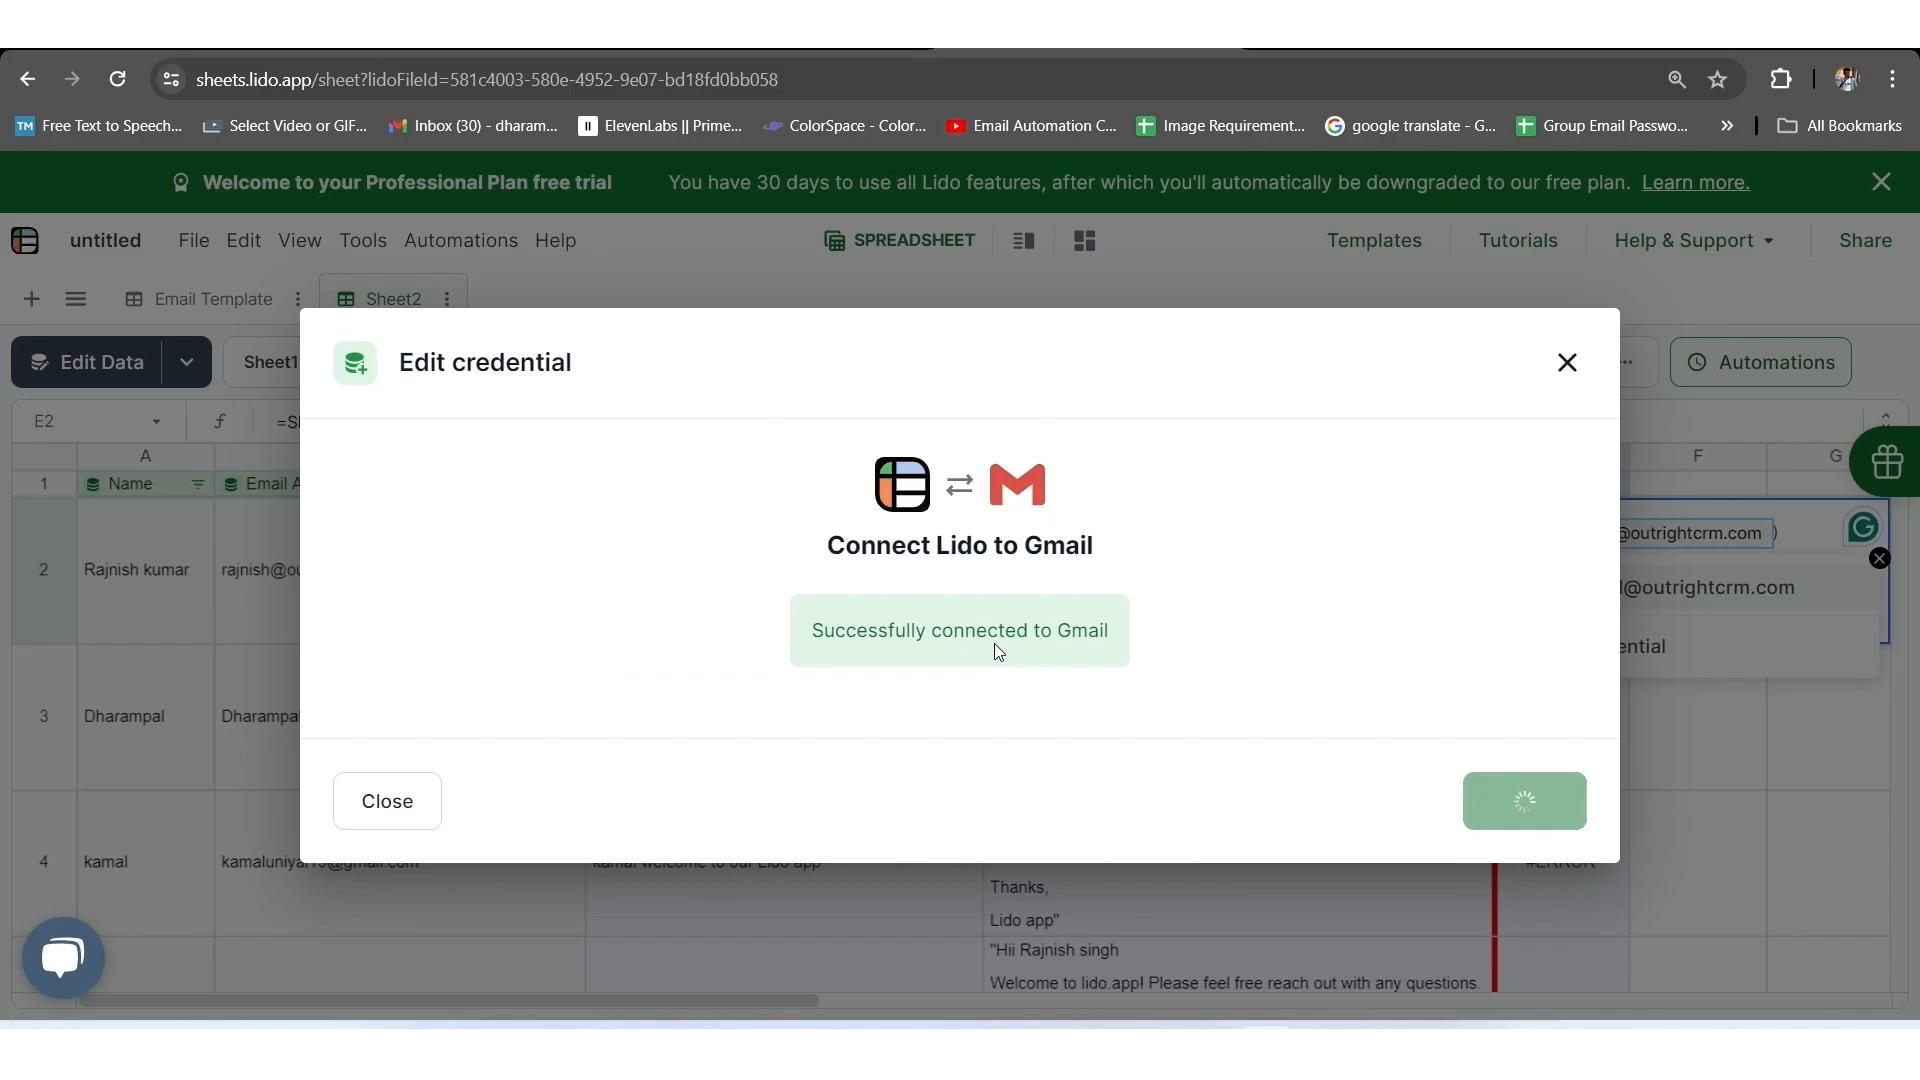 sheets.lido.app/sheet?lidoFileId=581c4003-580e-4952-9e07-bd18fd0bb058
TM Free Text to Speech... Select Video or GIF... Inbox (30) - dharam... ElevenLabs || Prime... ColorSpace - Color... Email Automation C... Image Requirement... google translate - G... Group Email Passwo... » All Bookmarks
Welcome to your Professional Plan free trial You have 30 days to use all Lido features, after which you'll automatically be downgraded to our free plan. Learn more.
untitled File Edit View Tools Automations Help SPREADSHEET Templates Tutorials Help & Support Share
Email Template Sheet2
Edit Data Sheet1 Automations
Edit credential
E2 f =S
A F G
1 Name Email A
Connect Lido to Gmail
@outrightcrm.com )
2 Rajnish kumar rajnish@ou
l@outrightcrm.com
Successfully connected to Gmail
ential
3 Dharampal Dharampa
Close
4 kamal
Thanks,
Lido app"
"Hii Rajnish singh
Welcome to lido.app! Please feel free reach out with any questions.